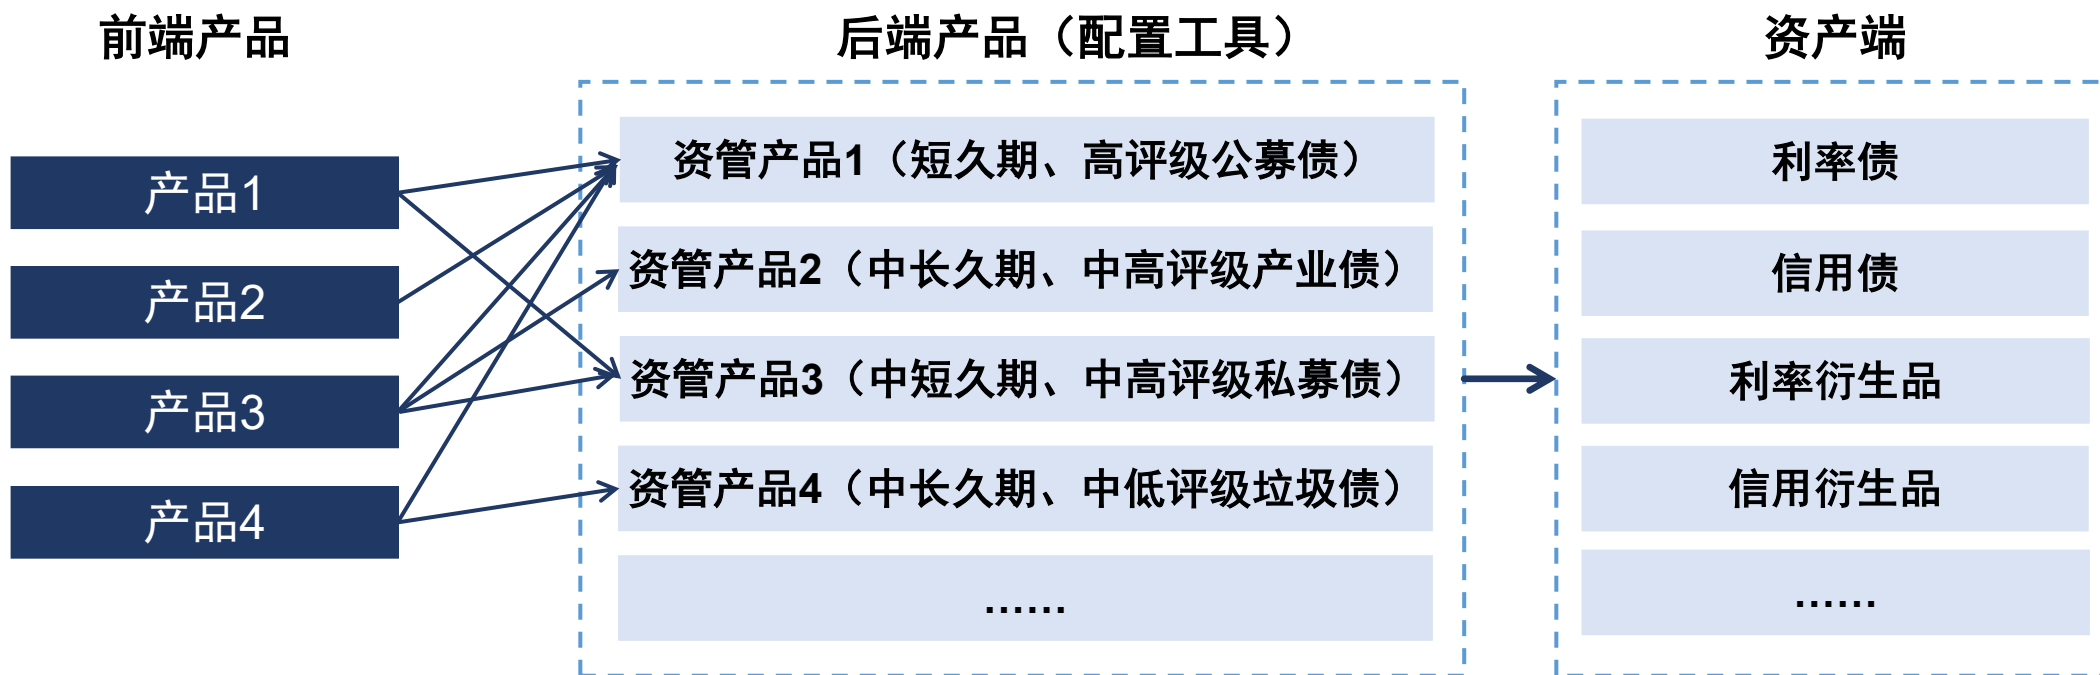 前端产品
后端产品（配置工具）
资产端
产品1
产品2
产品3
产品4
资管产品1（短久期、高评级公募债）
资管产品2（中长久期、中高评级产业债）
资管产品3（中短久期、中高评级私募债）
资管产品4（中长久期、中低评级垃圾债）
......
利率债
信用债
利率衍生品
信用衍生品
......